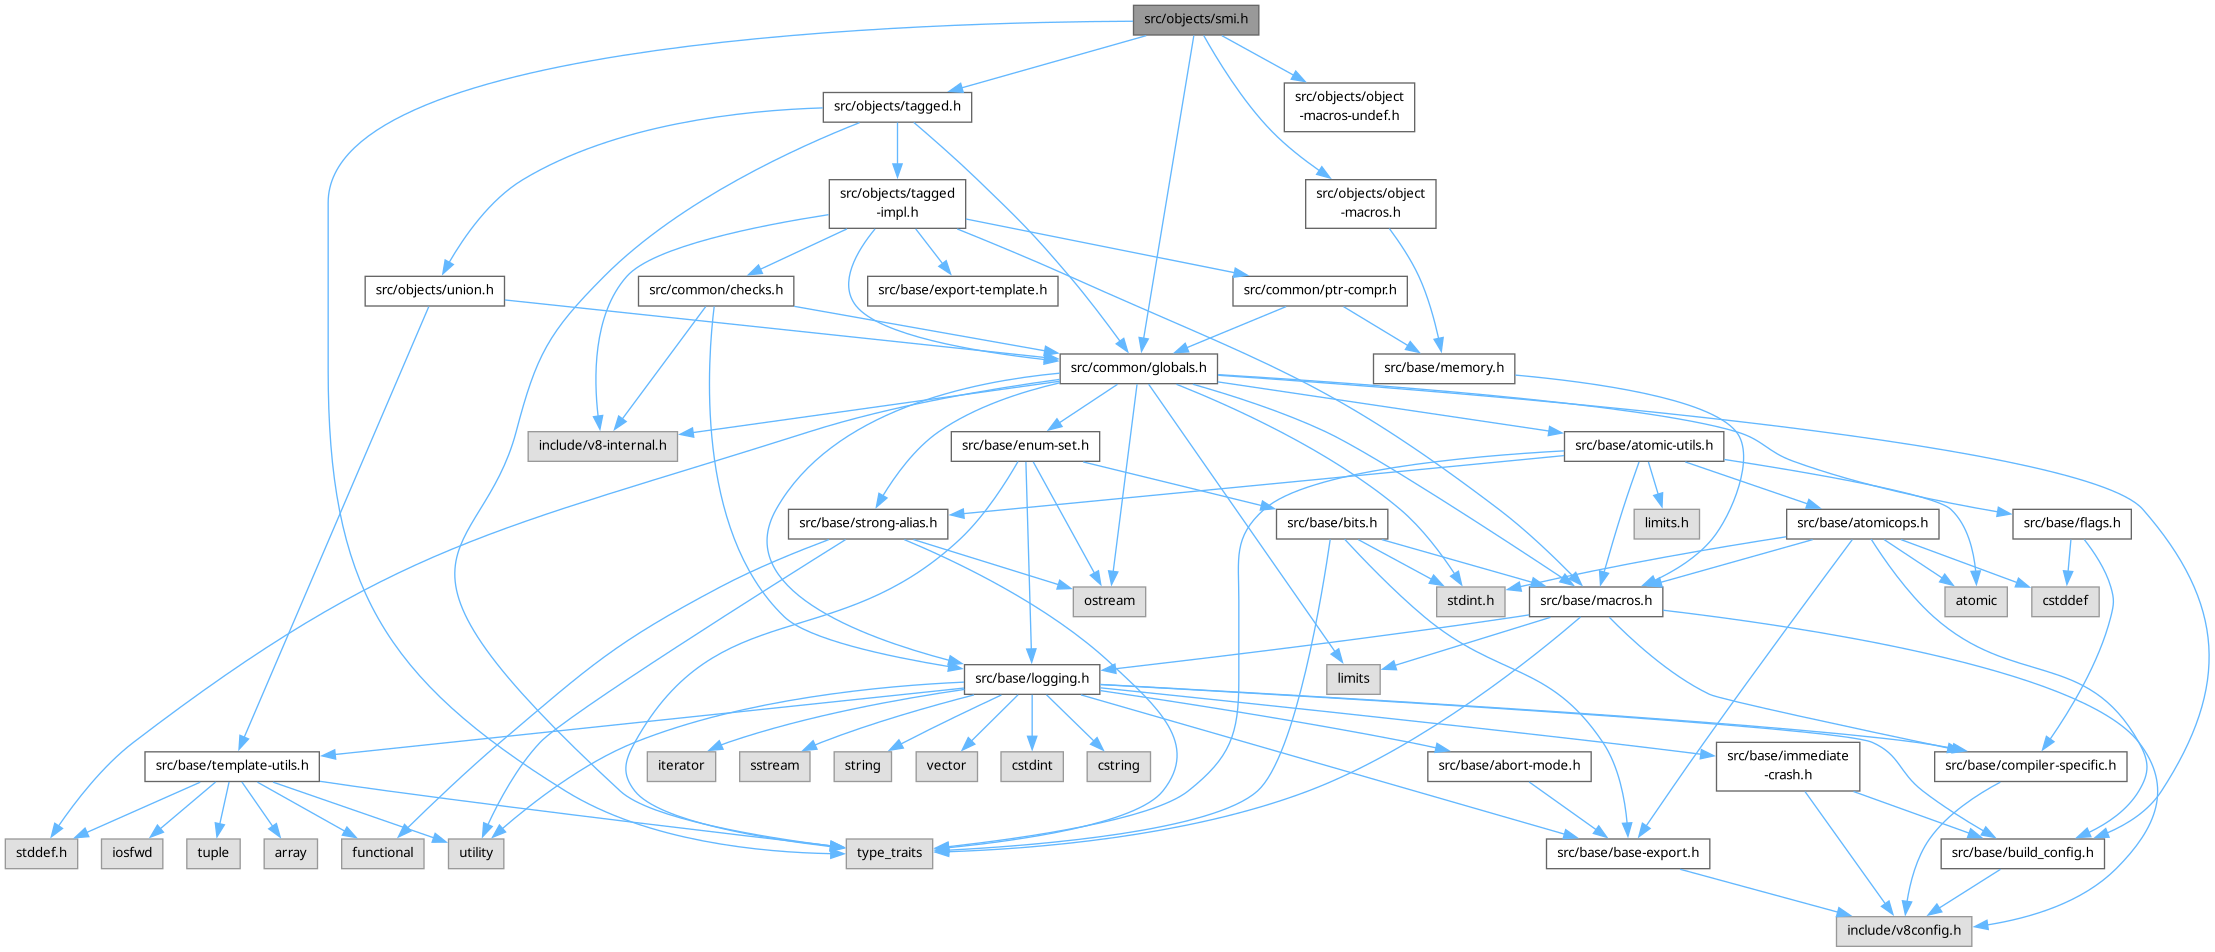 src/objects/smi.h
src/objects/object
-macros-undef.h
src/objects/tagged.h
src/objects/tagged
-impl.h
src/objects/object
-macros.h
src/objects/union.h
src/common/checks.h
src/base/export-template.h
src/common/ptr-compr.h
src/common/globals.h
src/base/memory.h
include/v8-internal.h
src/base/enum-set.h
src/base/atomic-utils.h
src/base/strong-alias.h
src/base/bits.h
limits.h
src/base/atomicops.h
src/base/flags.h
ostream
stdint.h
src/base/macros.h
atomic
cstddef
src/base/logging.h
limits
src/base/template-utils.h
iterator
sstream
string
vector
cstdint
cstring
src/base/abort-mode.h
src/base/immediate
-crash.h
src/base/compiler-specific.h
stddef.h
iosfwd
tuple
array
functional
utility
type_traits
src/base/base-export.h
src/base/build_config.h
include/v8config.h